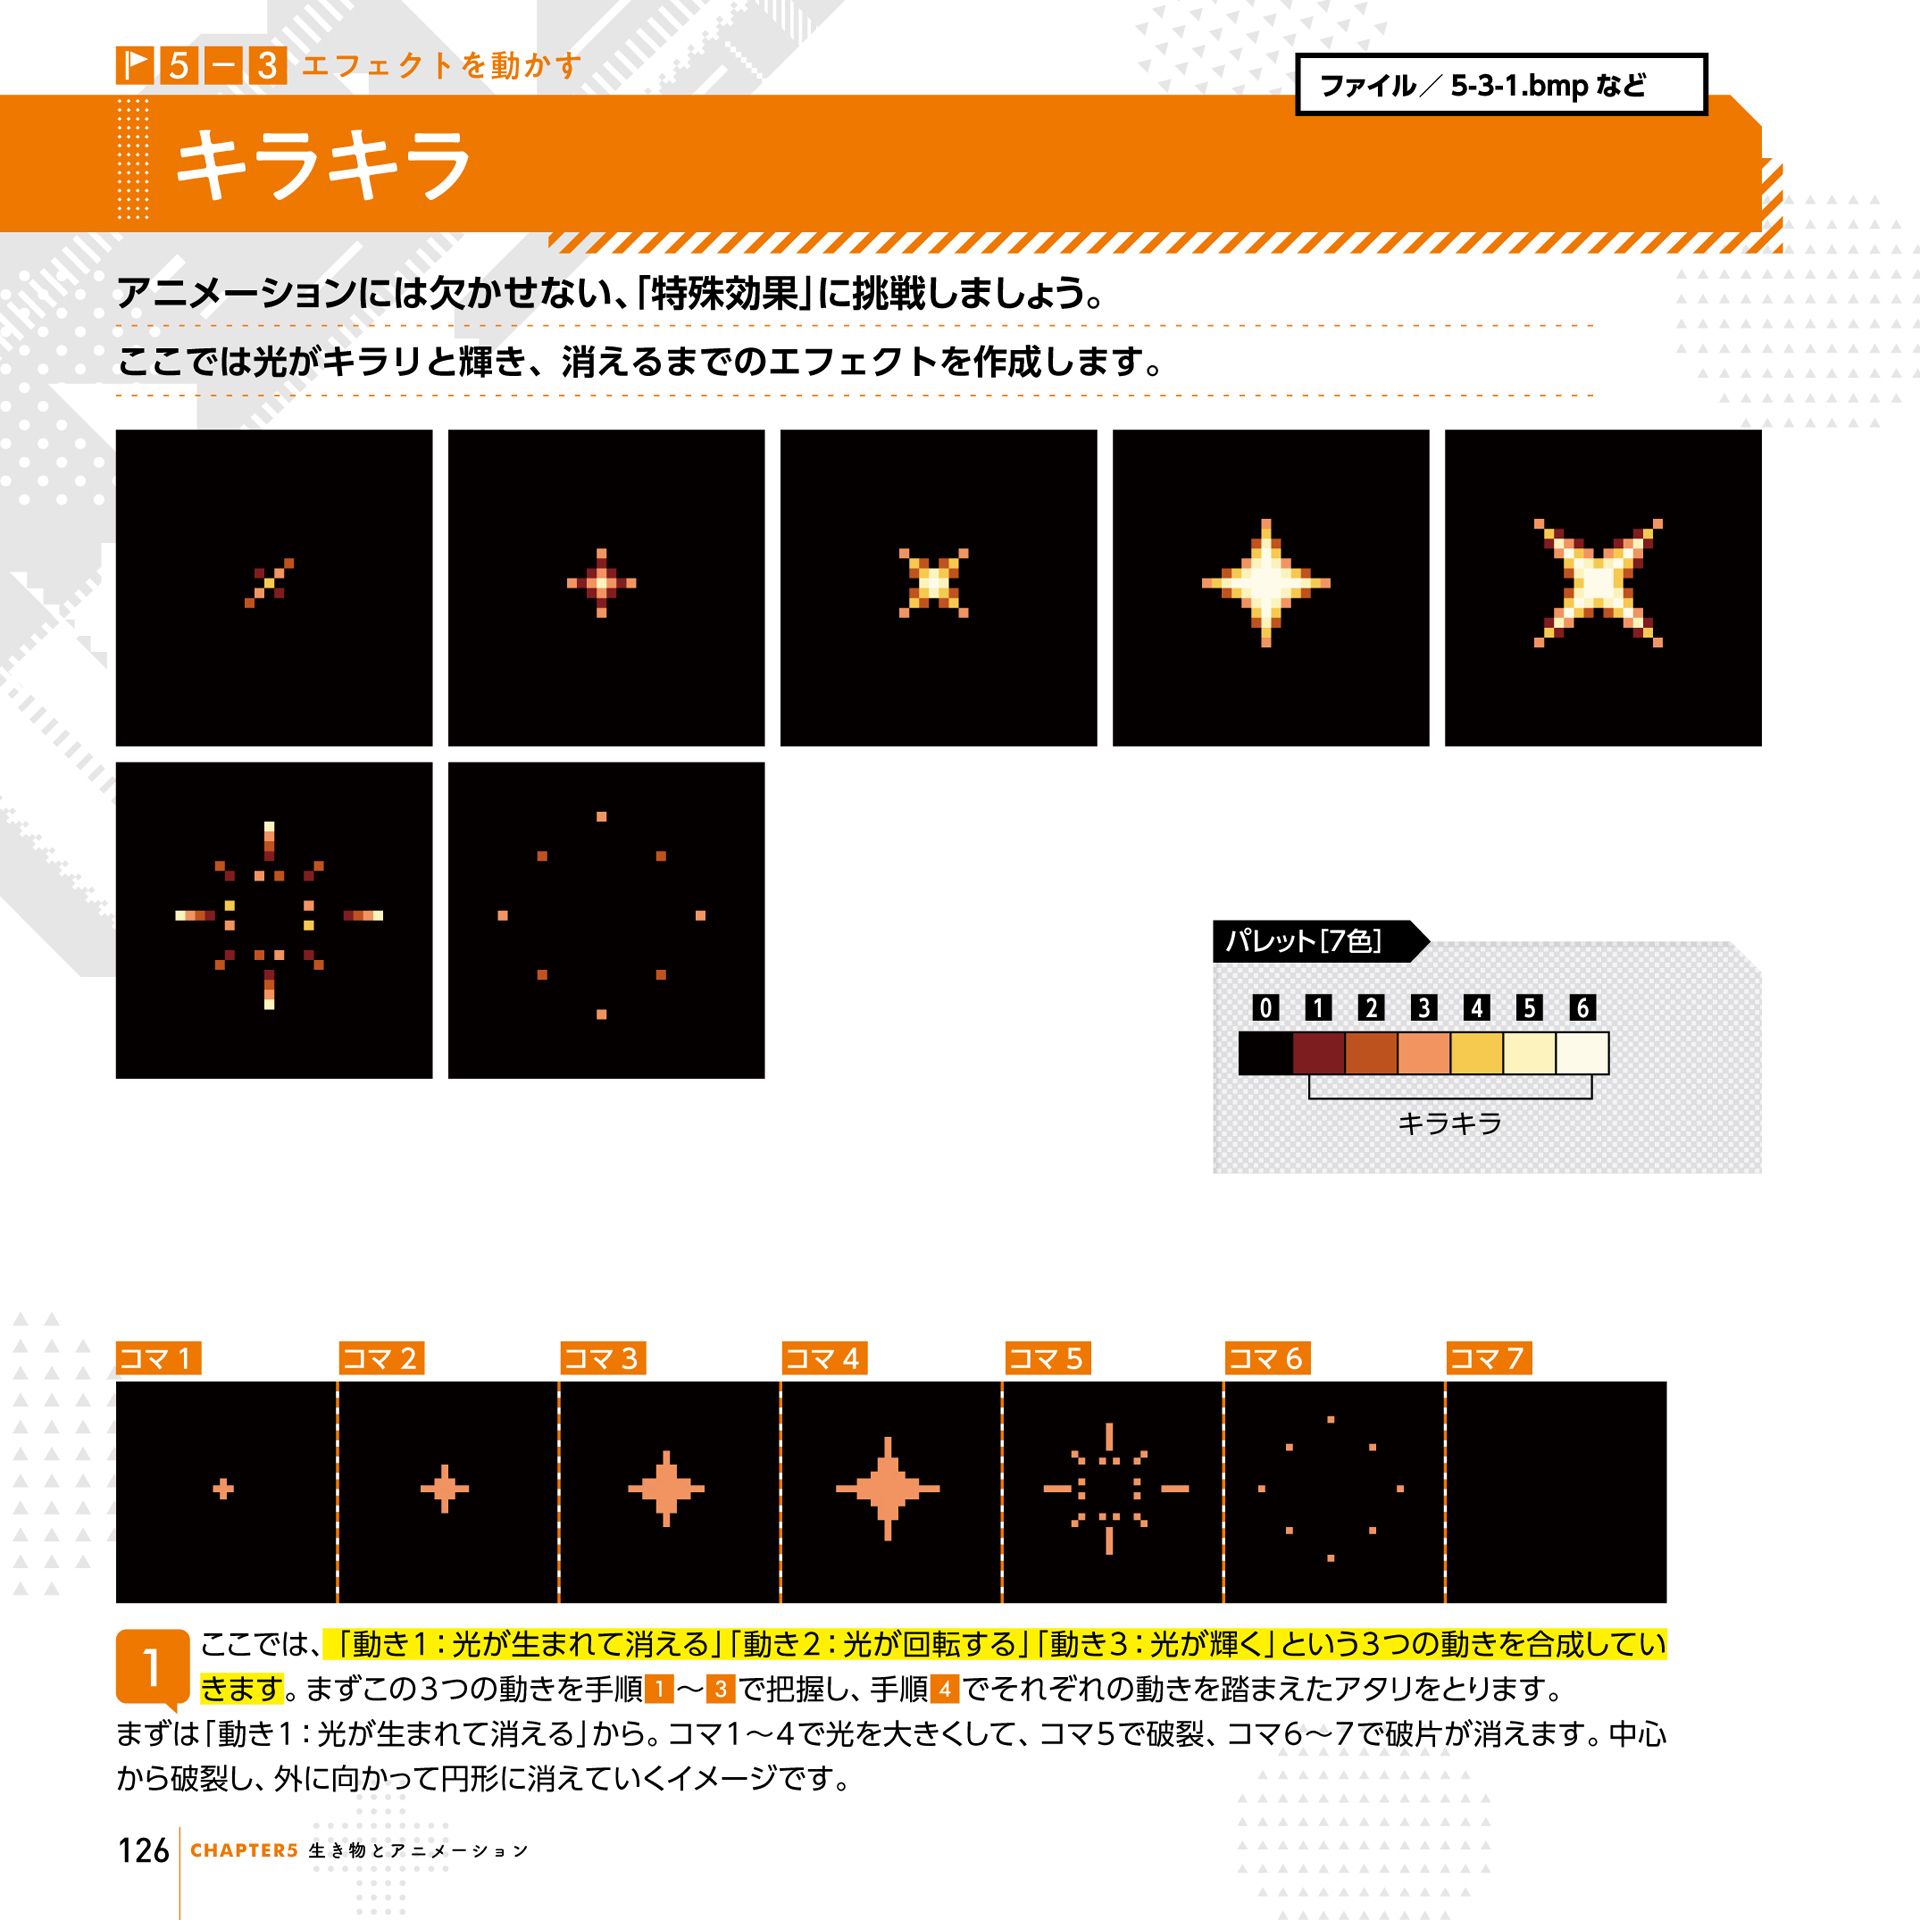 5-3 エフェクトを動かす
ファイル／5-3-1.bmp など
キラキラ
アニメーションには欠かせない、「特殊効果」に挑戦しましょう。
ここでは光がキラリと輝き、消えるまでのエフェクトを作成します。
パレット[7色]
0 1 2 3 4 5 6
キラキラ
コマ1 コマ2 コマ3 コマ4 コマ5 コマ6 コマ7
1 ここでは、「動き1：光が生まれて消える」「動き2：光が回転する」「動き3：光が輝く」という3つの動きを合成してい
きます。まずこの3つの動きを手順1～3で把握し、手順4でそれぞれの動きを踏まえたアタリをとります。
まずは「動き1：光が生まれて消える」から。コマ1～4で光を大きくして、コマ5で破裂、コマ6～7で破片が消えます。中心
から破裂し、外に向かって円形に消えていくイメージです。
126 CHAPTER5 生き物とアニメーション